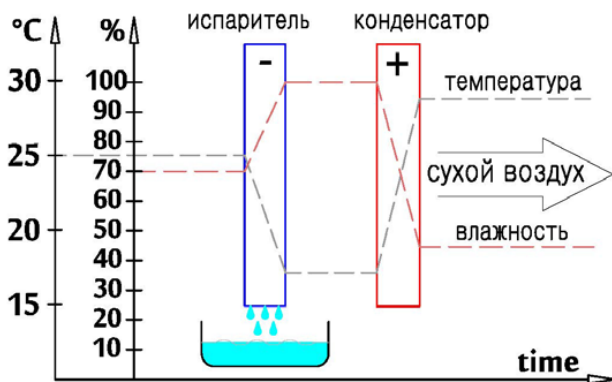 °C
%
испаритель
конденсатор
-
+
30
25
20
15
100
90
80
70
60
50
40
30
20
10
температура
сухой воздух
влажность
time